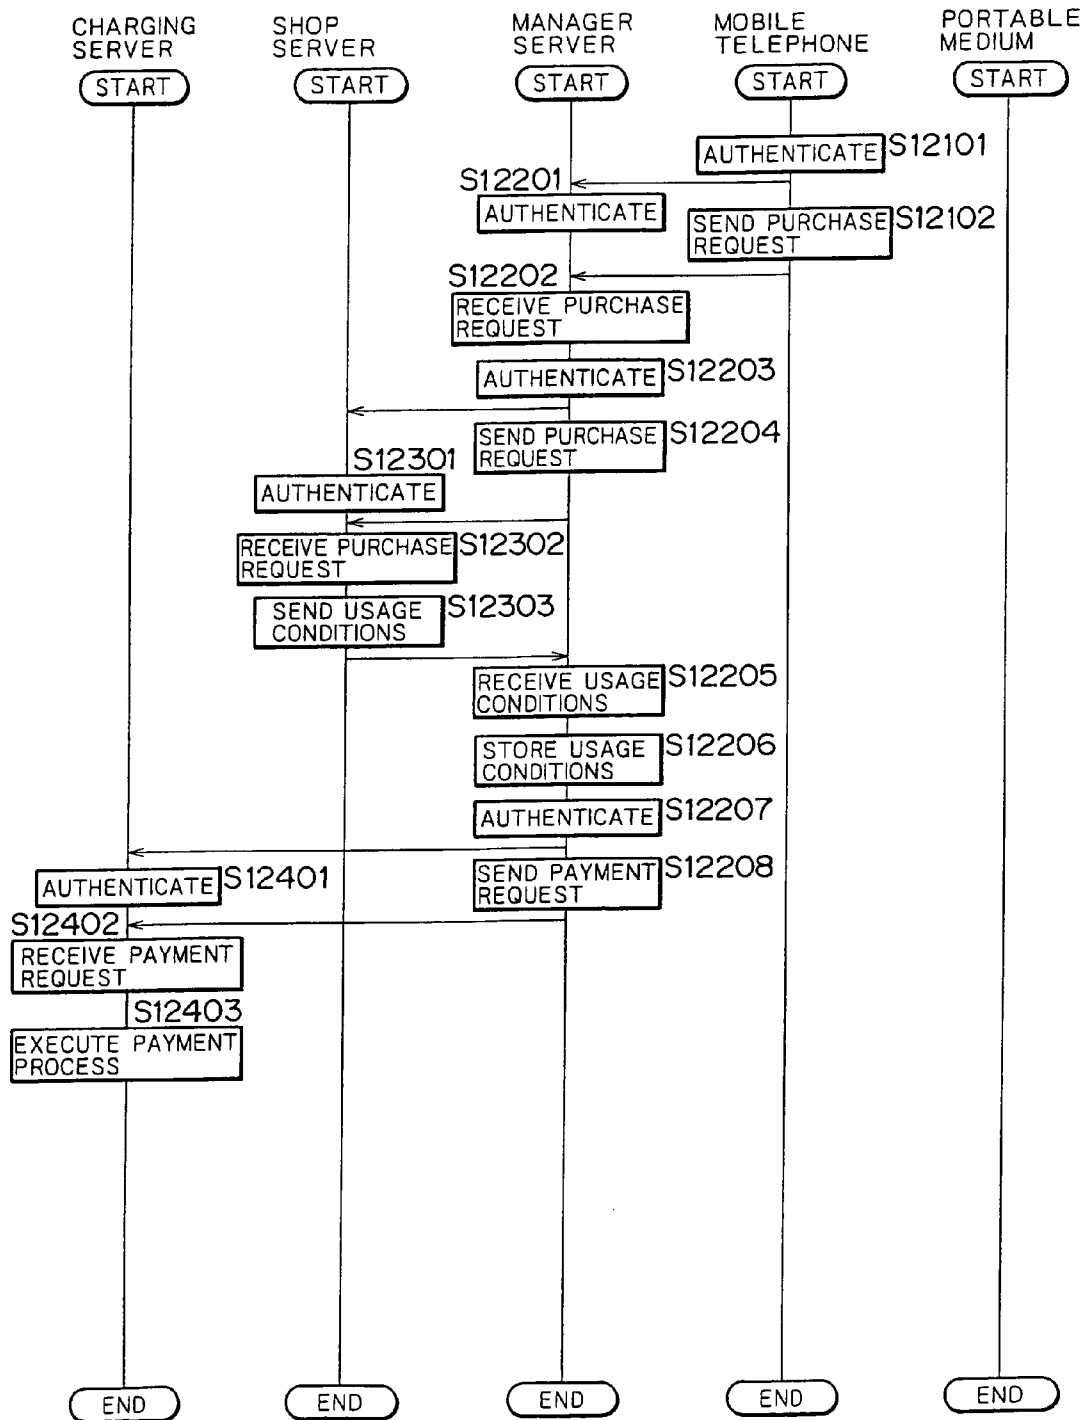 CHARGING
SERVER
SHOP
SERVER
MANAGER
SERVER
MOBILE
TELEPHONE
PORTABLE
MEDIUM
START
START
START
START
START
AUTHENTICATE
S12101
S12201
AUTHENTICATE
SEND PURCHASE
REQUEST
S12102
S12202
RECEIVE PURCHASE
REQUEST
AUTHENTICATE
S12203
SEND PURCHASE
REQUEST
S12204
S12301
AUTHENTICATE
RECEIVE PURCHASE
REQUEST
S12302
SEND USAGE
CONDITIONS
S12303
RECEIVE USAGE
CONDITIONS
S12205
STORE USAGE
CONDITIONS
S12206
AUTHENTICATE
S12207
AUTHENTICATE
S12401
SEND PAYMENT
REQUEST
S12208
S12402
RECEIVE PAYMENT
REQUEST
S12403
EXECUTE PAYMENT
PROCESS
END
END
END
END
END